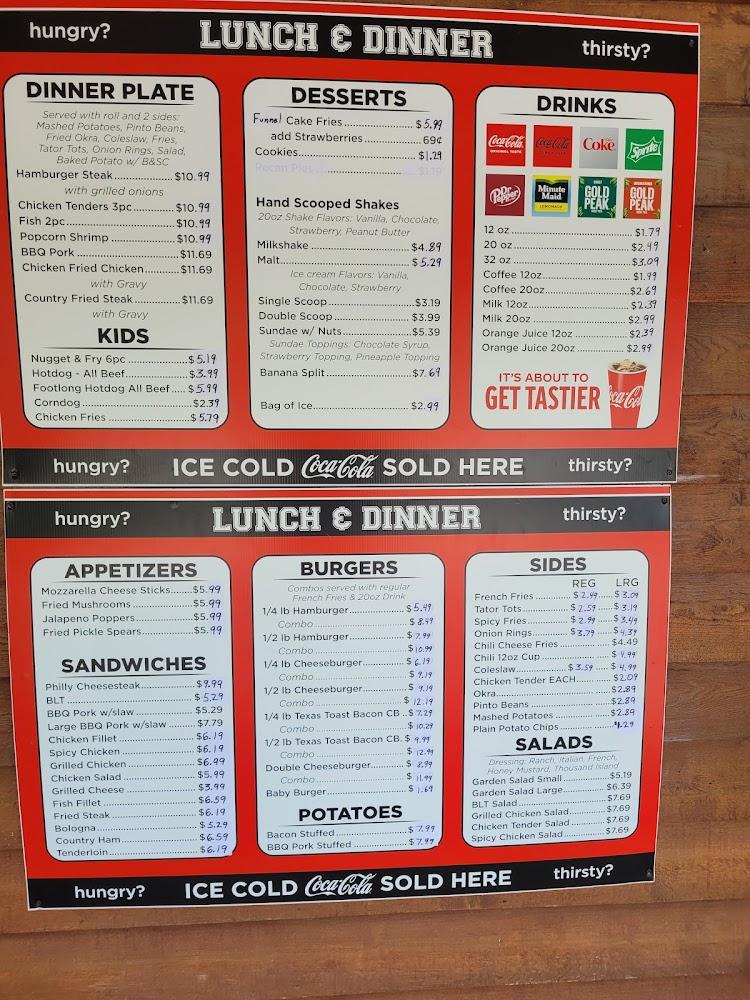 hungry?
LUNCH & DINNER
thirsty?
DINNER PLATE
Served with roll and 2 sides:
Mashed Potatoes, Pinto Beans,
Fried Okra, Coleslaw, Fries,
Tator Tots, Onion Rings, Salad,
Baked Potato w/ B&SC
Hamburger Steak $10.99
with grilled onions
Chicken Tenders 3pc $10.99
Fish 2pc $10.99
Popcorn Shrimp $10.99
BBQ Pork $11.69
Chicken Fried Chicken $11.69
with Gravy
Country Fried Steak $11.69
with Gravy
KIDS
Nugget & Fry 6pc $5.19
Hotdog - All Beef $3.99
Footlong Hotdog All Beef $5.99
Corndog $2.39
Chicken Fries $5.79
DESSERTS
Funnel Cake Fries $5.99
add Strawberries 69¢
Cookies $1.29
Pecan Pies $1.19
Hand Scooped Shakes
20oz Shake Flavors: Vanilla, Chocolate,
Strawberry, Peanut Butter
Milkshake $4.89
Malt $5.29
Ice cream Flavors: Vanilla,
Chocolate, Strawberry
Single Scoop $3.19
Double Scoop $3.99
Sundae w/ Nuts $5.39
Sundae Toppings: Chocolate Syrup,
Strawberry Topping, Pineapple Topping
Banana Split $7.69
Bag of Ice $2.99
DRINKS
Coca-Cola
ORIGINAL TASTE
Coca-Cola
Diet Coke
Sprite
Dr Pepper
Minute Maid
LEMONADE
GOLD PEAK
GOLD PEAK
12 oz $1.79
20 oz $2.49
32 oz $3.09
Coffee 12oz $1.99
Coffee 20oz $2.69
Milk 12oz $2.39
Milk 20oz $2.99
Orange Juice 12oz $2.39
Orange Juice 20oz $2.99
IT'S ABOUT TO
GET TASTIER
Coca-Cola
hungry?
ICE COLD Coca-Cola SOLD HERE
thirsty?
hungry?
LUNCH & DINNER
thirsty?
APPETIZERS
Mozzarella Cheese Sticks $5.99
Fried Mushrooms $5.99
Jalapeno Poppers $5.99
Fried Pickle Spears $5.99
SANDWICHES
Philly Cheesesteak $9.99
BLT $5.29
BBQ Pork w/slaw $5.29
Large BBQ Pork w/slaw $7.79
Chicken Fillet $6.19
Spicy Chicken $6.19
Grilled Chicken $6.99
Chicken Salad $5.99
Grilled Cheese $3.99
Fish Fillet $6.59
Fried Steak $6.19
Bologna $5.29
Country Ham $6.59
Tenderloin $6.19
BURGERS
Combos served with regular
French Fries & 20oz Drink
1/4 lb Hamburger $5.49
Combo $8.49
1/2 lb Hamburger $7.99
Combo $10.99
1/4 lb Cheeseburger $6.19
Combo $9.19
1/2 lb Cheeseburger $9.19
Combo $12.19
1/4 lb Texas Toast Bacon CB $7.29
Combo $10.29
1/2 lb Texas Toast Bacon CB $9.99
Combo $12.99
Double Cheeseburger $8.99
Combo $11.99
Baby Burger $1.69
POTATOES
Bacon Stuffed $7.99
BBQ Pork Stuffed $7.99
SIDES
REG LRG
French Fries $2.49 $3.09
Tator Tots $2.59 $3.19
Spicy Fries $2.99 $3.49
Onion Rings $3.79 $4.39
Chili Cheese Fries $4.49
Chili 12oz Cup $4.99
Coleslaw $3.59 $4.99
Chicken Tender EACH $2.09
Okra $2.89
Pinto Beans $2.89
Mashed Potatoes $2.89
Plain Potato Chips $1.29
SALADS
Dressing: Ranch, Italian, French,
Honey Mustard, Thousand Island
Garden Salad Small $5.19
Garden Salad Large $6.39
BLT Salad $7.69
Grilled Chicken Salad $7.69
Chicken Tender Salad $7.69
Spicy Chicken Salad $7.69
hungry?
ICE COLD Coca-Cola SOLD HERE
thirsty?